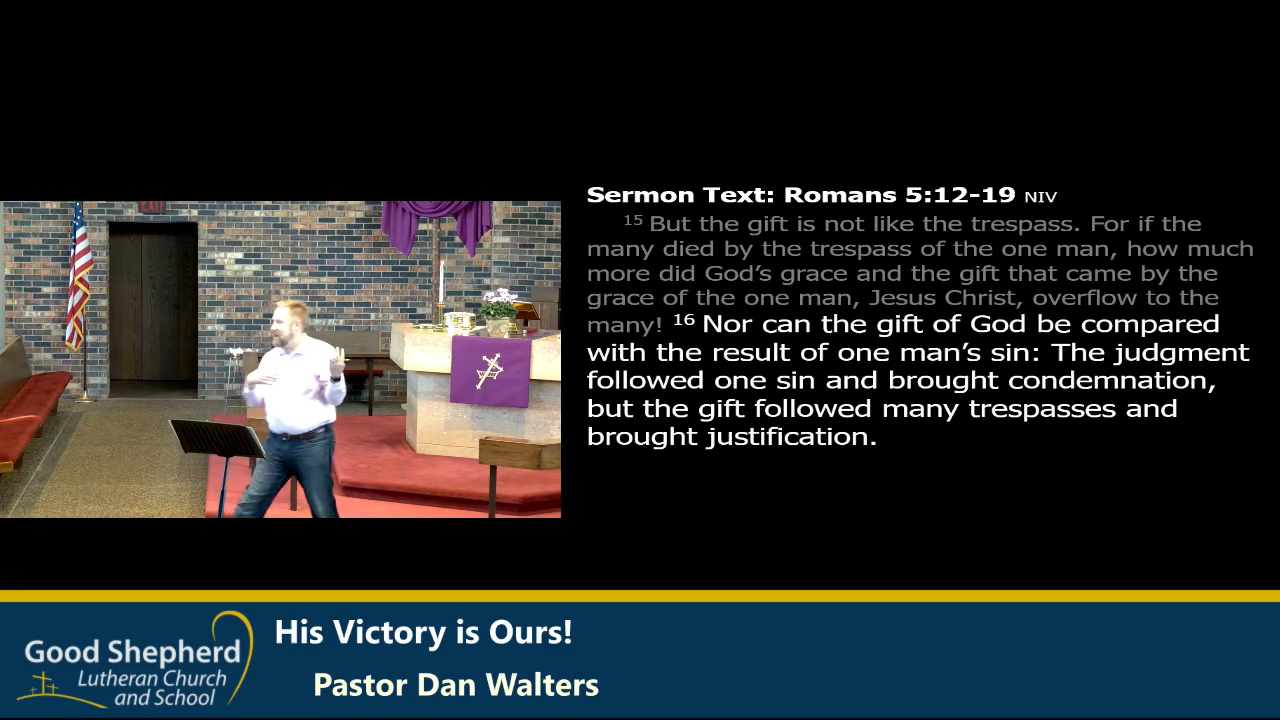 EXIT
Sermon Text: Romans 5:12-19 NIV
15 But the gift is not like the trespass. For if the
many died by the trespass of the one man, how much
more did God’s grace and the gift that came by the
grace of the one man, Jesus Christ, overflow to the
many! 16 Nor can the gift of God be compared
with the result of one man’s sin: The judgment
followed one sin and brought condemnation,
but the gift followed many trespasses and
brought justification.
Good Shepherd
Lutheran Church
and School
His Victory is Ours!
Pastor Dan Walters